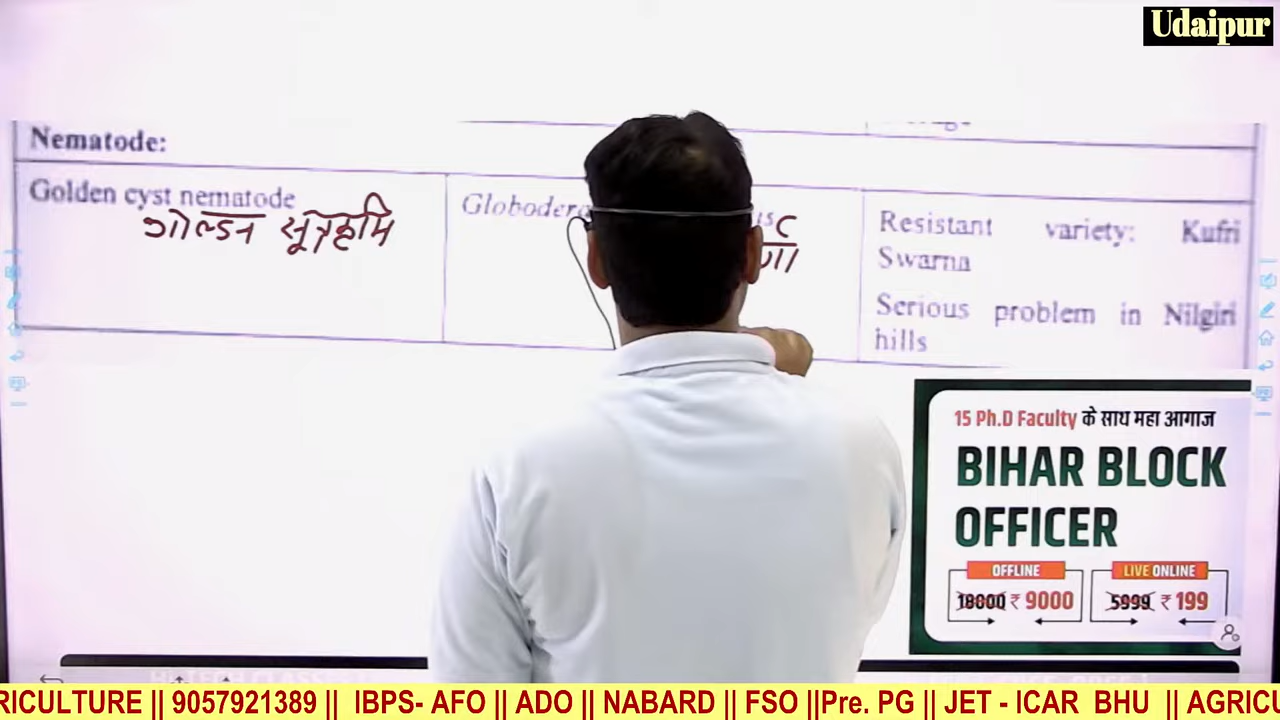 Udaipur
Nematode:
Golden cyst nematode
गोल्डन सूत्रकृमि
Globodera
Resistant variety: Kufri
Swarna
Serious problem in Nilgiri
hills
15 Ph.D Faculty के साथ महा आगाज
BIHAR BLOCK
OFFICER
OFFLINE
LIVE ONLINE
18000 ₹ 9000
5999 ₹ 199
RICULTURE || 9057921389 || IBPS- AFO || ADO || NABARD || FSO ||Pre. PG || JET - ICAR BHU || AGRICU